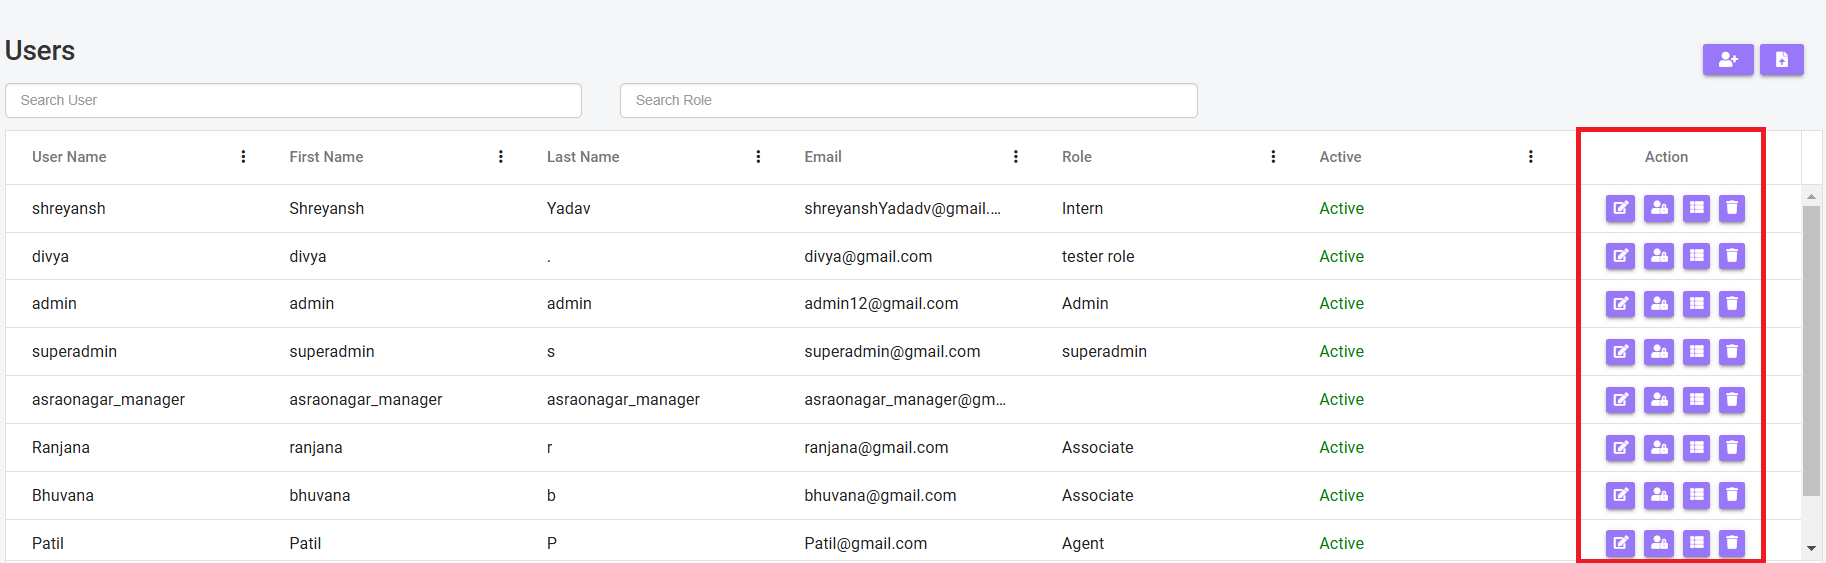 Users
Search User Search Role
User Name First Name Last Name Email Role Active Action
shreyansh Shreyansh Yadav shreyanshYadadv@gmail.... Intern Active
divya divya . divya@gmail.com tester role Active
admin admin admin admin12@gmail.com Admin Active
superadmin superadmin s superadmin@gmail.com superadmin Active
asraonagar_manager asraonagar_manager asraonagar_manager asraonagar_manager@gm... Active
Ranjana ranjana r ranjana@gmail.com Associate Active
Bhuvana bhuvana b bhuvana@gmail.com Associate Active
Patil Patil P Patil@gmail.com Agent Active